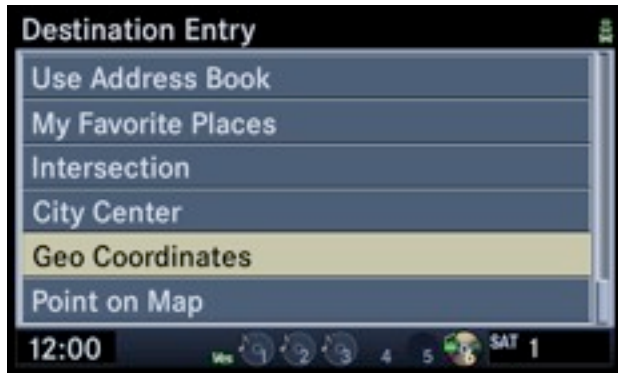 Destination Entry
Use Address Book
My Favorite Places
Intersection
City Center
Geo Coordinates
Point on Map
12:00 Yes 1 2 3 4 5 6 SAT 1